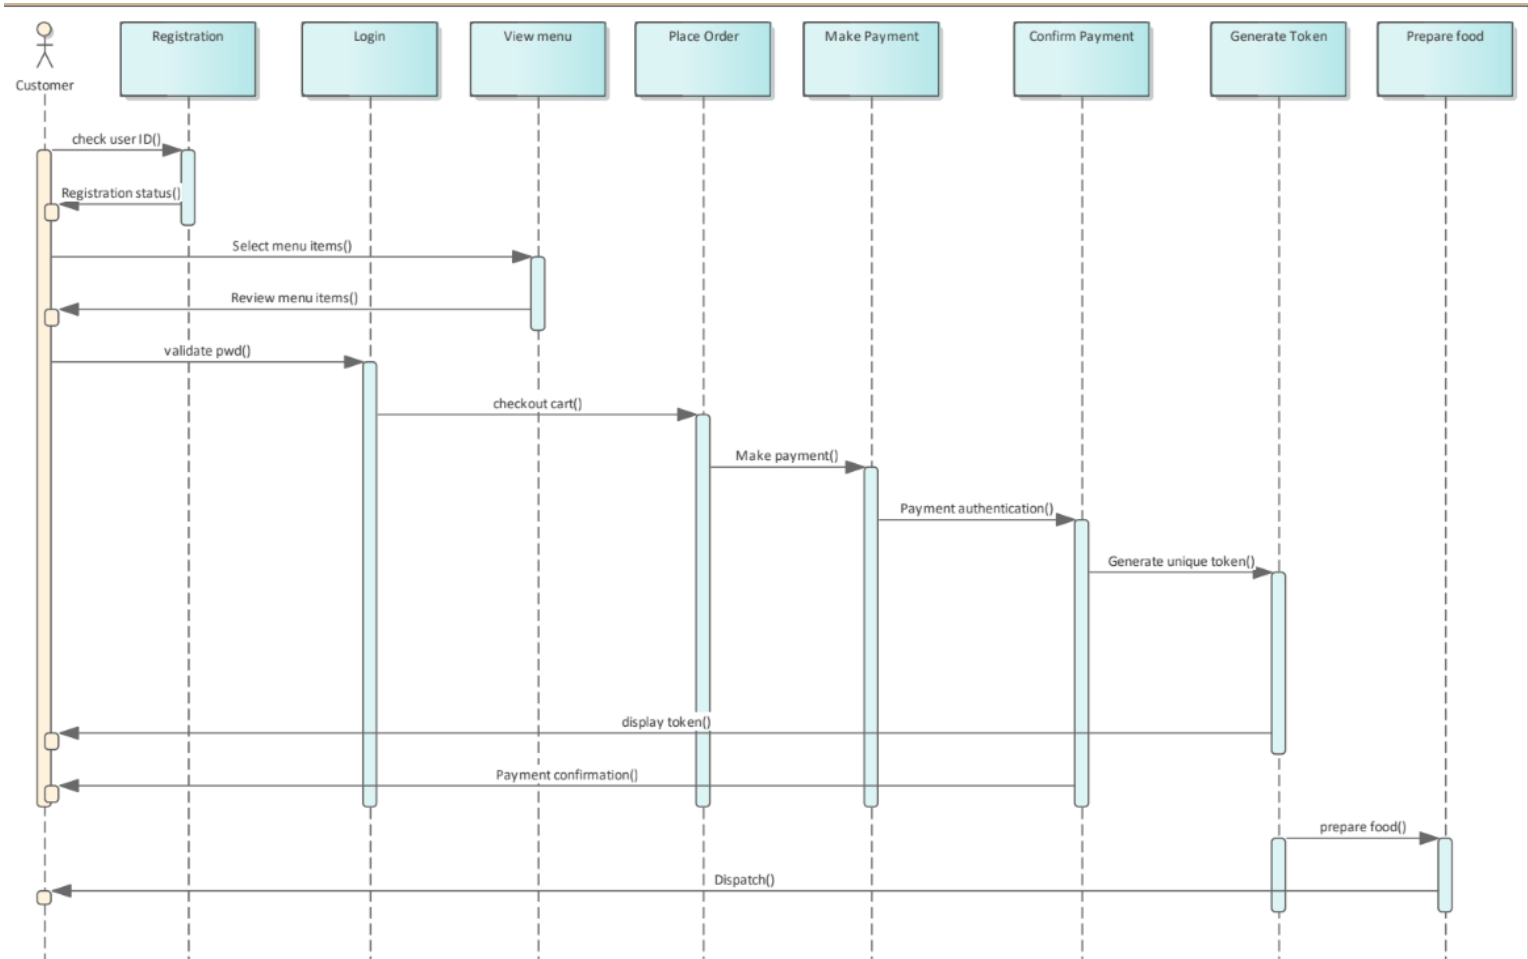 Registration
Login
View menu
Place Order
Make Payment
Confirm Payment
Generate Token
Prepare food
Customer
check user ID()
Registration status()
Select menu items()
Review menu items()
validate pwd()
checkout cart()
Make payment()
Payment authentication()
Generate unique token()
display token()
Payment confirmation()
prepare food()
Dispatch()